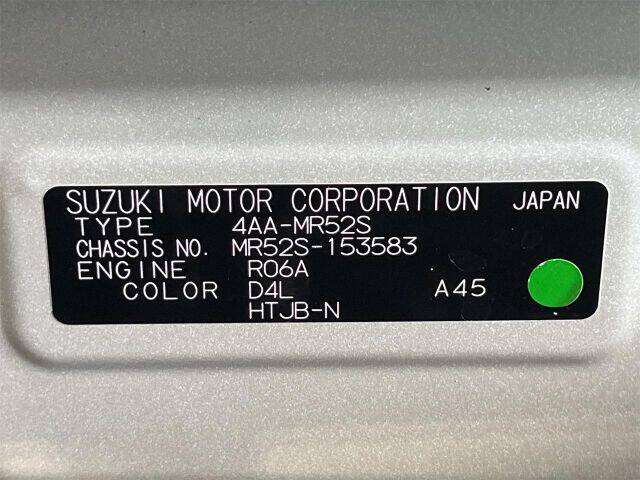 SUZUKI MOTOR CORPORATION JAPAN
TYPE 4AA-MR52S
CHASSIS NO. MR52S-153583
ENGINE R06A
COLOR D4L A45
HTJB-N